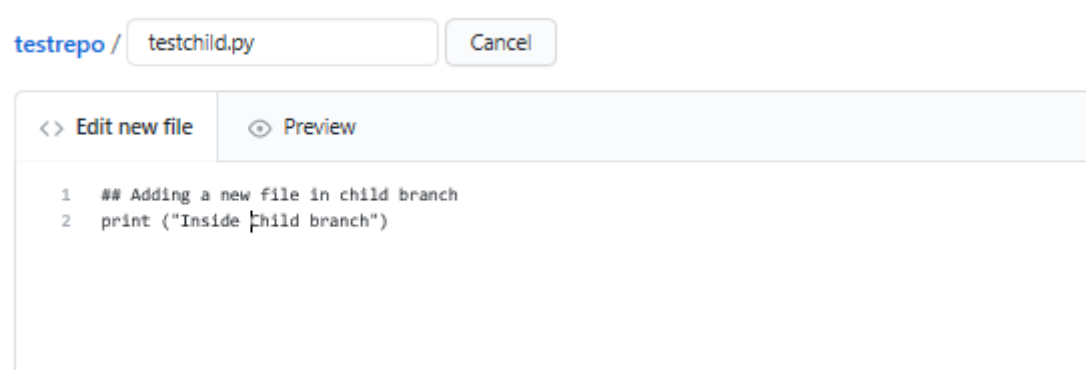 testrepo / testchild.py Cancel
<> Edit new file Preview
1 ## Adding a new file in child branch
2 print ("Inside Child branch")